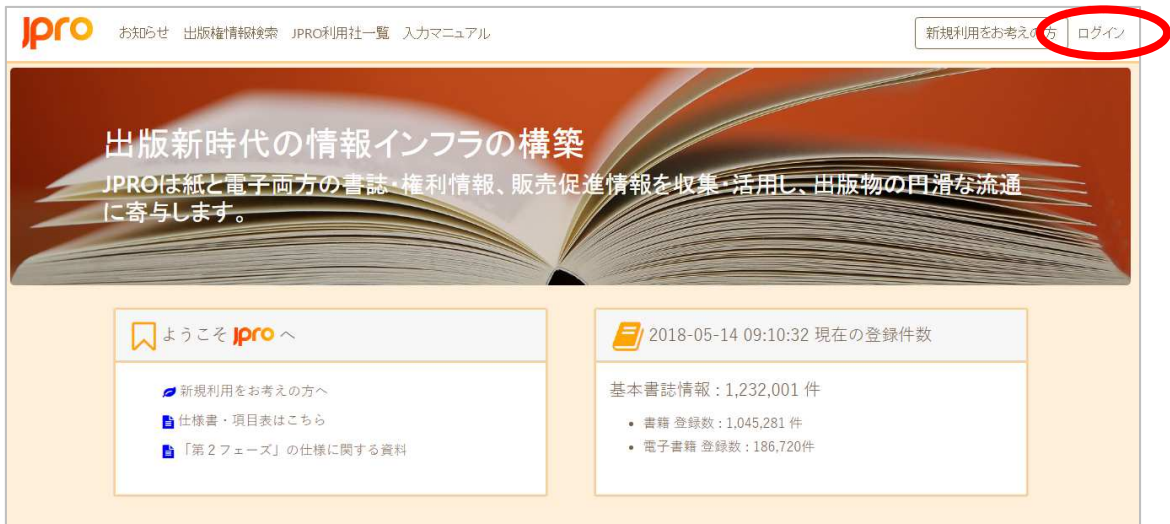 jpro お知らせ 出版権情報検索 JPRO利用社一覧 入力マニュアル 新規利用をお考えの方 ログイン
出版新時代の情報インフラの構築
JPROは紙と電子両方の書誌・権利情報、販売促進情報を収集・活用し、出版物の円滑な流通
に寄与します。
ようこそ jpro へ
新規利用をお考えの方へ
仕様書・項目表はこちら
「第２フェーズ」の仕様に関する資料
2018-05-14 09:10:32 現在の登録件数
基本書誌情報 : 1,232,001 件
• 書籍 登録数 : 1,045,281 件
• 電子書籍 登録数 : 186,720件